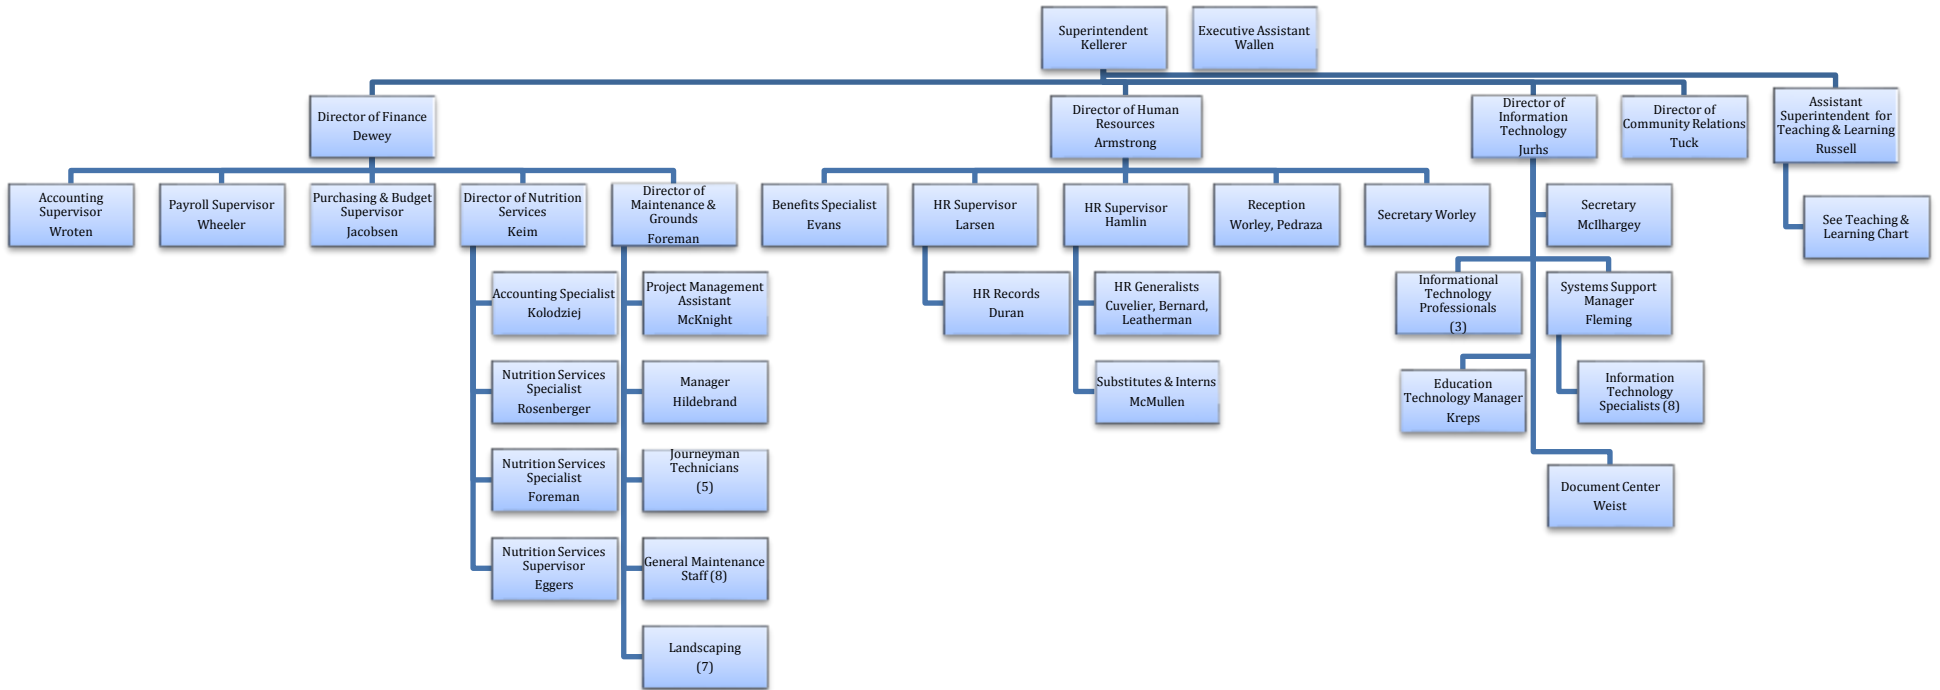 Superintendent
Kellerer
Executive Assistant
Wallen
Director of Finance
Dewey
Director of Human
Resources
Armstrong
Director of
Information
Technology
Jurhs
Director of
Community Relations
Tuck
Assistant
Superintendent for
Teaching & Learning
Russell
Accounting
Supervisor
Wroten
Payroll Supervisor
Wheeler
Purchasing & Budget
Supervisor
Jacobsen
Director of Nutrition
Services
Keim
Director of
Maintenance &
Grounds
Foreman
Benefits Specialist
Evans
HR Supervisor
Larsen
HR Supervisor
Hamlin
Reception
Worley, Pedraza
Secretary Worley
Secretary
McIlhargey
See Teaching &
Learning Chart
Accounting Specialist
Kolodziej
Project Management
Assistant
McKnight
HR Records
Duran
HR Generalists
Cuvelier, Bernard,
Leatherman
Informational
Technology
Professionals
(3)
Systems Support
Manager
Fleming
Nutrition Services
Specialist
Rosenberger
Manager
Hildebrand
Substitutes & Interns
McMullen
Education
Technology Manager
Kreps
Information
Technology
Specialists (8)
Nutrition Services
Specialist
Foreman
Journeyman
Technicians
(5)
Document Center
Weist
Nutrition Services
Supervisor
Eggers
General Maintenance
Staff (8)
Landscaping
(7)